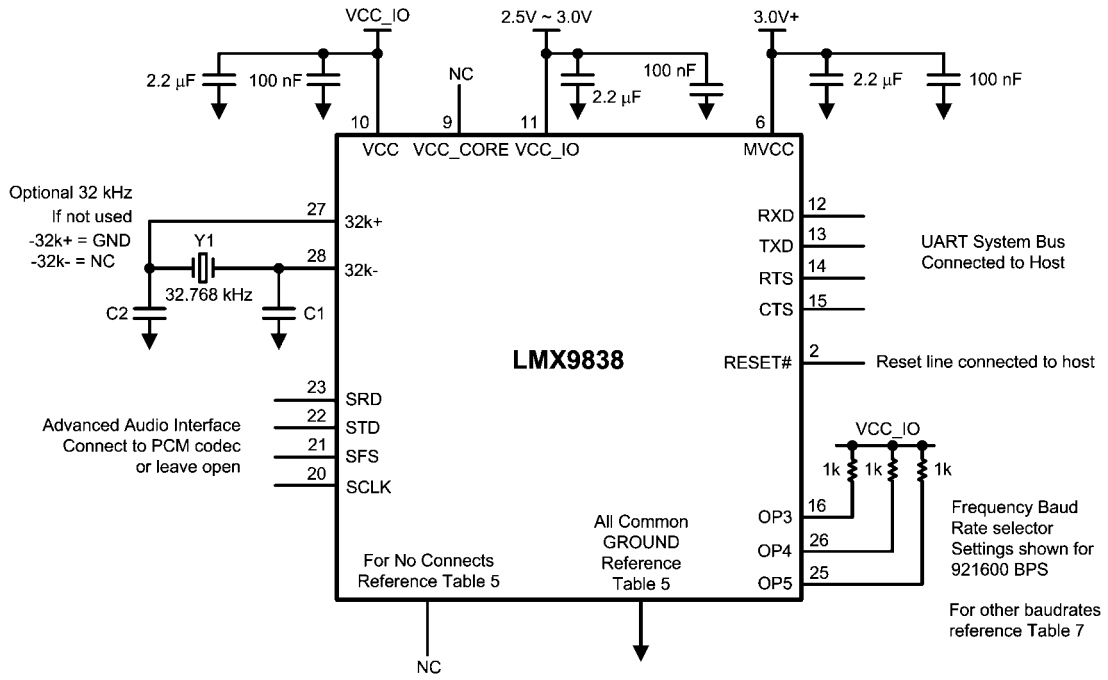 VCC_IO
2.5V ~ 3.0V
3.0V+
2.2 µF
100 nF
NC
2.2 µF
100 nF
2.2 µF
100 nF
10
9
11
6
VCC
VCC_CORE
VCC_IO
MVCC
Optional 32 kHz
If not used
-32k+ = GND
-32k- = NC
27
32k+
Y1
28
32k-
32.768 kHz
C2
C1
RXD
12
TXD
13
RTS
14
CTS
15
UART System Bus
Connected to Host
LMX9838
RESET#
2
Reset line connected to host
Advanced Audio Interface
Connect to PCM codec
or leave open
23
SRD
22
STD
21
SFS
20
SCLK
VCC_IO
1k
1k
1k
OP3
16
OP4
26
OP5
25
Frequency Baud
Rate selector
Settings shown for
921600 BPS
For other baudrates
reference Table 7
For No Connects
Reference Table 5
All Common
GROUND
Reference
Table 5
NC